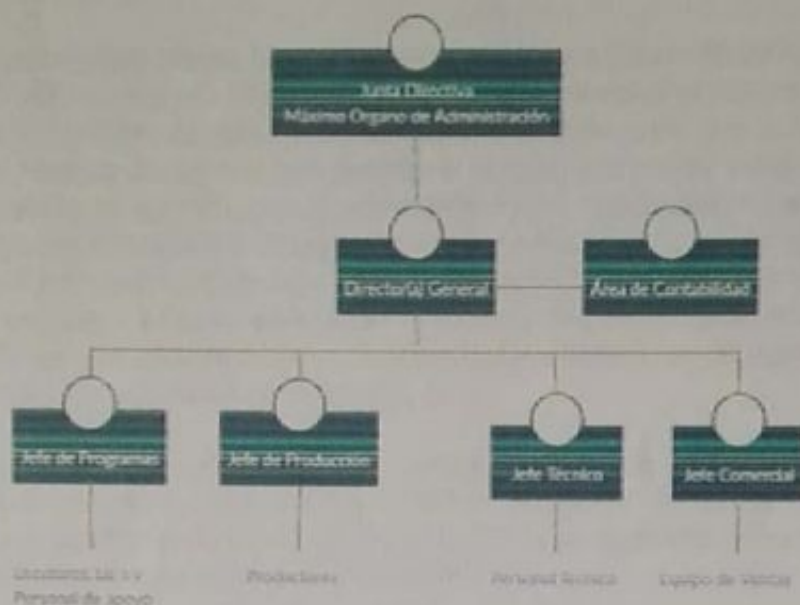 Junta Directiva
Máximo Organo de Administración
Director(a) General
Área de Contabilidad
Jefe de Programas
Jefe de Producción
Jefe Técnico
Jefe Comercial
Productores
Personal Técnico
Equipo de Ventas
Personal de apoyo